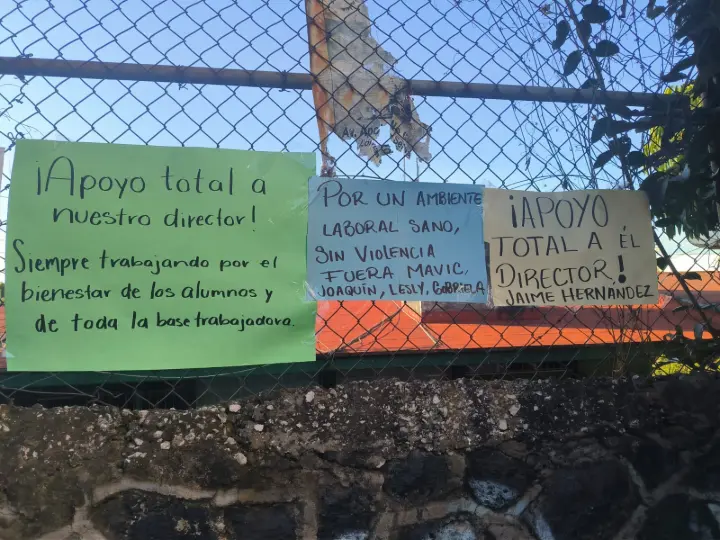 ¡Apoyo total a
nuestro director!
Siempre trabajando por el
bienestar de los alumnos y
de toda la base trabajadora.
POR UN AMBIENTE
LABORAL SANO,
SIN VIOLENCIA
FUERA MAVIC,
JOAQUÍN, LESLY, GABRIELA
¡APOYO
TOTAL A ÉL
DIRECTOR!
JAIME HERNANDEZ